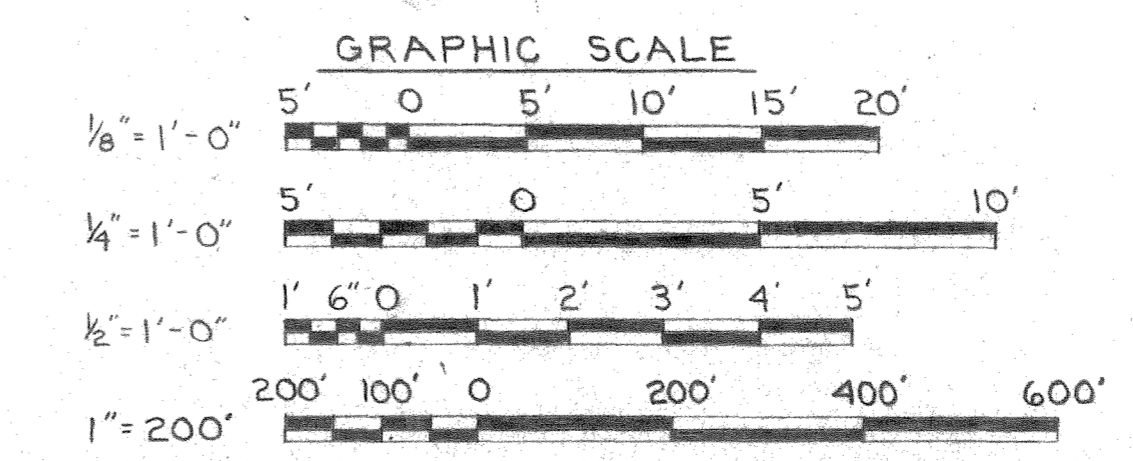 GRAPHIC SCALE
5' 0 5' 10' 15' 20'
1/8" = 1'-0"
5' 0 5' 10'
1/4" = 1'-0"
1' 6" 0 1' 2' 3' 4' 5'
1/2" = 1'-0"
200' 100' 0 200' 400' 600'
1" = 200'